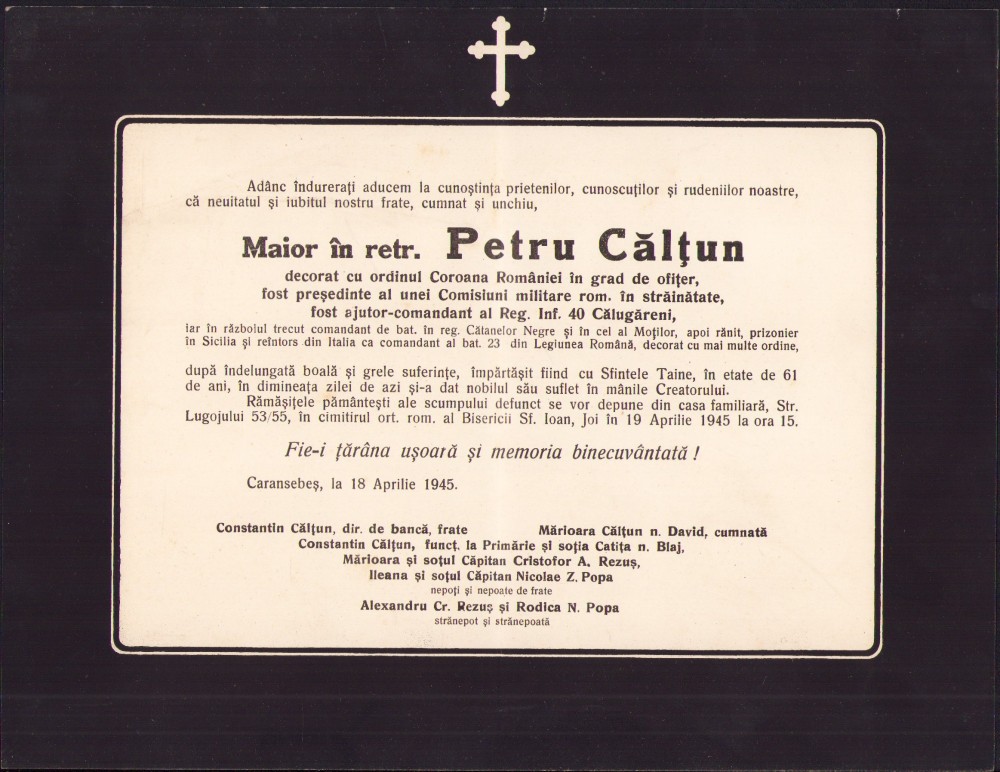 Adânc îndurerați aducem la cunoștința prietenilor, cunoscuților și rudeniilor noastre,
că neuitatul și iubitul nostru frate, cumnat și unchiu,
Maior în retr. Petru Călțun
decorat cu ordinul Coroana României în grad de ofițer,
fost președinte al unei Comisiuni militare rom. în străinătate,
fost ajutor-comandant al Reg. Inf. 40 Călugăreni,
iar în războlul trecut comandant de bat. în reg. Cătanelor Negre și în cel al Moților, apoi rănit, prizonier
în Sicilia și reîntors din Italia ca comandant al bat. 23 din Legiunea Română, decorat cu mai multe ordine,
după îndelungată boală și grele suferințe, împărtășit fiind cu Sfintele Taine, în etate de 61
de ani, în dimineața zilei de azi și-a dat nobilul său suflet în mânile Creatorului.
Rămășițele pământești ale scumpului defunct se vor depune din casa familiară, Str.
Lugojului 53/55, în cimitirul ort. rom. al Bisericii Sf. Ioan, Joi în 19 Aprilie 1945 la ora 15.
Fie-i țărâna ușoară și memoria binecuvântată !
Caransebeș, la 18 Aprilie 1945.
Constantin Călțun, dir. de bancă, frate Mărioara Călțun n. David, cumnată
Constantin Călțun, funcț. la Primărie și soția Catița n. Blaj,
Mărioara și soțul Căpitan Cristofor A. Rezuș,
Ileana și soțul Căpitan Nicolae Z. Popa
nepoți și nepoate de frate
Alexandru Cr. Rezuș și Rodica N. Popa
strănepot și strănepoată